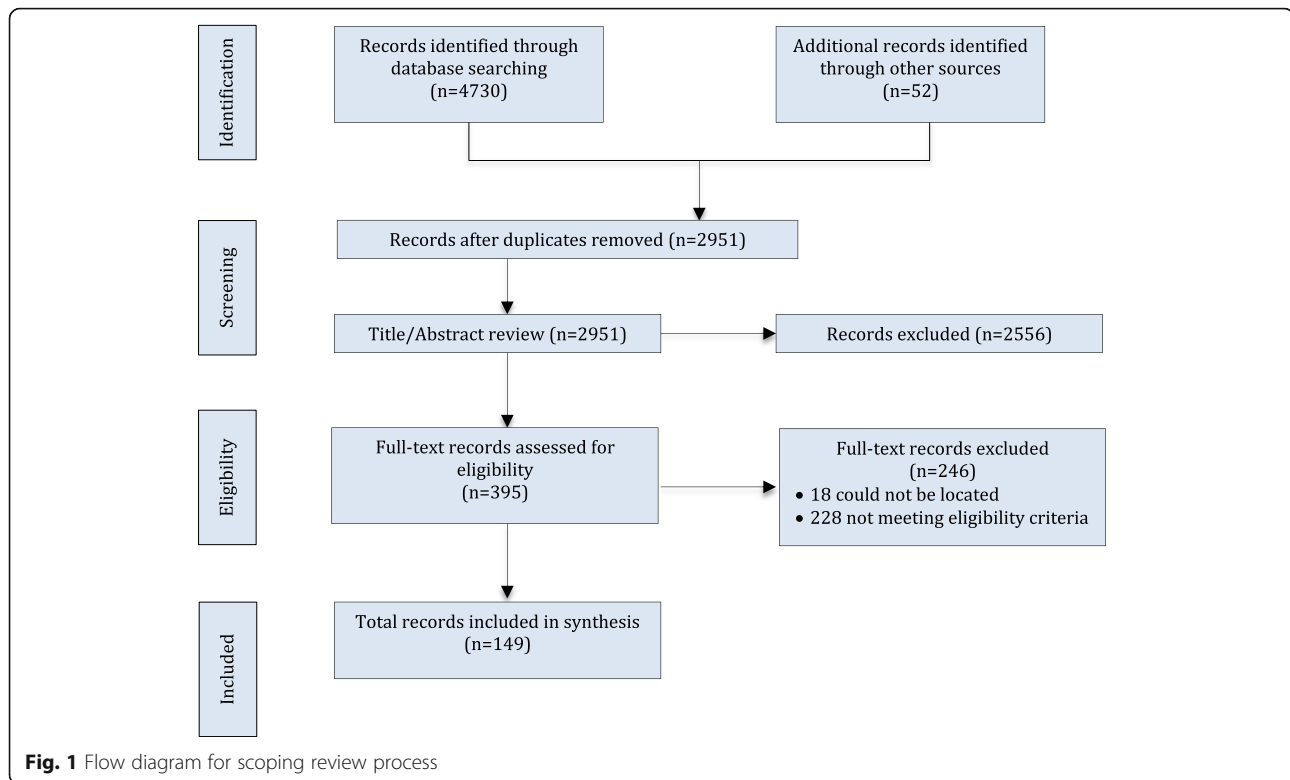 Identification
Records identified through
database searching
(n=4730)
Additional records identified
through other sources
(n=52)
Screening
Records after duplicates removed (n=2951)
Title/Abstract review (n=2951)
Records excluded (n=2556)
Eligibility
Full-text records assessed for
eligibility
(n=395)
Full-text records excluded
(n=246)
• 18 could not be located
• 228 not meeting eligibility criteria
Included
Total records included in synthesis
(n=149)
Fig. 1 Flow diagram for scoping review process